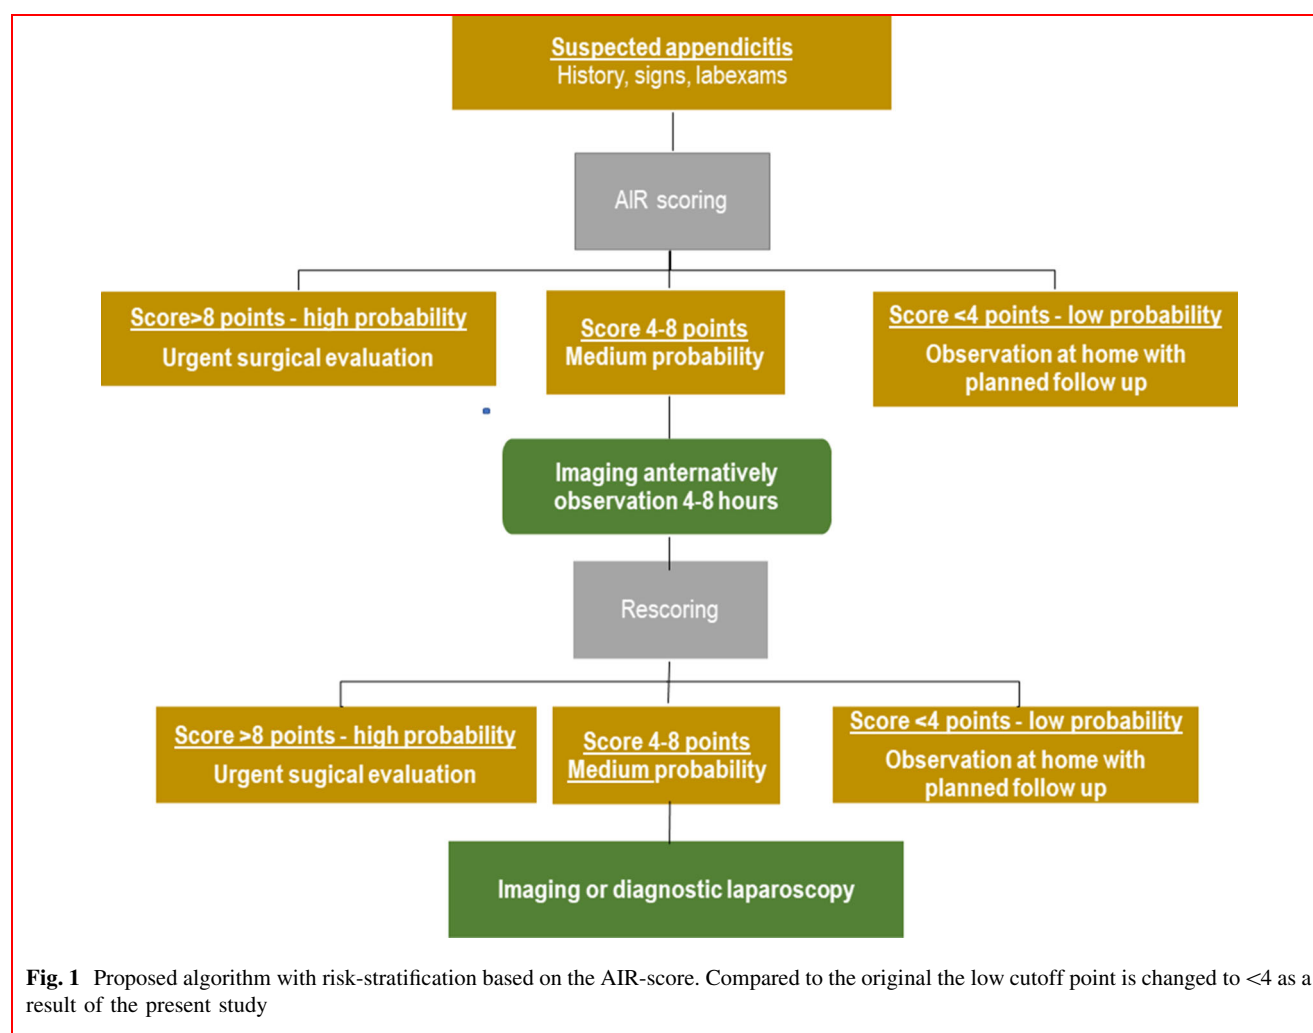 Suspected appendicitis
History, signs, labexams
AIR scoring
Score>8 points - high probability
Urgent surgical evaluation
Score 4-8 points
Medium probability
Score <4 points - low probability
Observation at home with
planned follow up
Imaging anternatively
observation 4-8 hours
Rescoring
Score >8 points - high probability
Urgent sugical evaluation
Score 4-8 points
Medium probability
Score <4 points - low probability
Observation at home with
planned follow up
Imaging or diagnostic laparoscopy
Fig. 1 Proposed algorithm with risk-stratification based on the AIR-score. Compared to the original the low cutoff point is changed to <4 as a
result of the present study